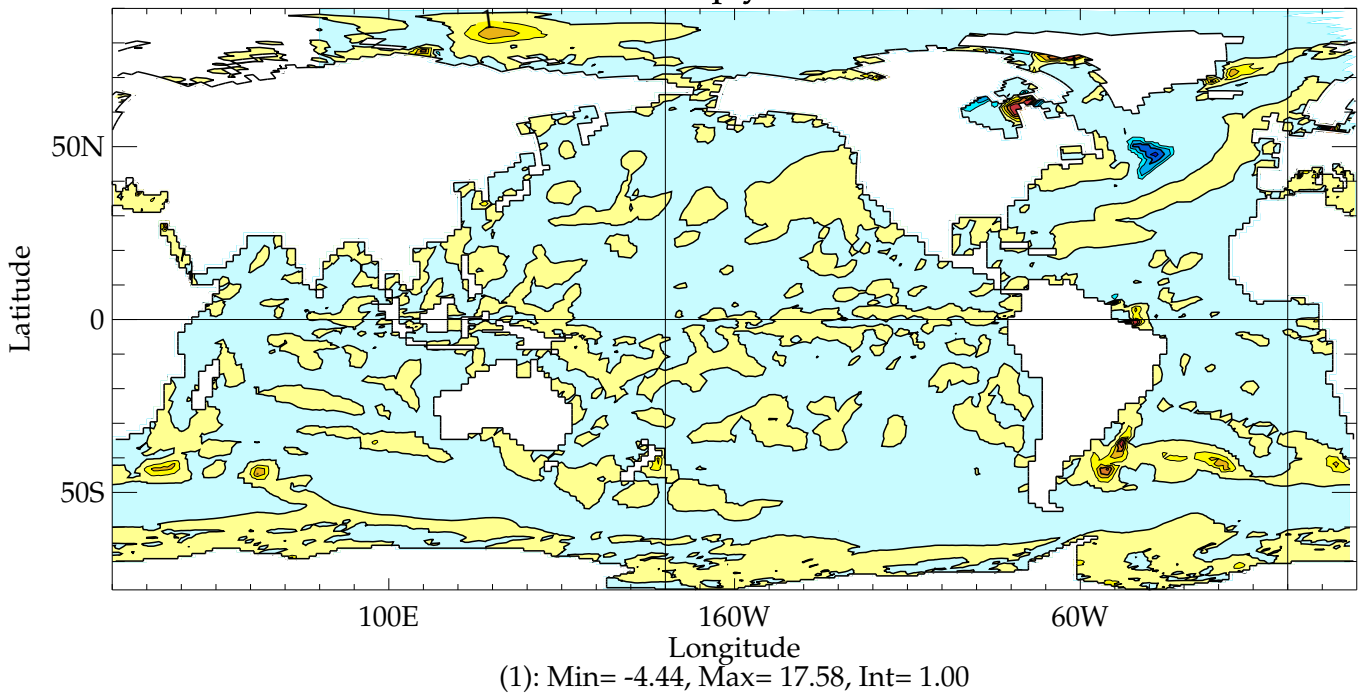 50N
0
50S
Latitude
100E
160W
60W
Longitude
(1): Min= -4.44, Max= 17.58, Int= 1.00